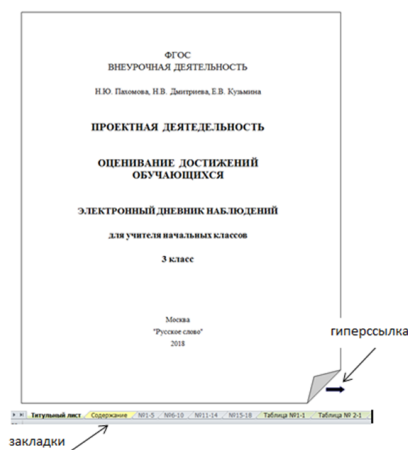 ФГОС
ВНЕУРОЧНАЯ ДЕЯТЕЛЬНОСТЬ
Н.Ю. Пахомова, Н.В. Дмитриева, Е.В. Кузьмина
ПРОЕКТНАЯ ДЕЯТЕДЕЛЬНОСТЬ
ОЦЕНИВАНИЕ ДОСТИЖЕНИЙ
ОБУЧАЮЩИХСЯ
ЭЛЕКТРОННЫЙ ДНЕВНИК НАБЛЮДЕНИЙ
для учителя начальных классов
3 класс
Москва
"Русское слово"
2018
гиперссылка
Титульный лист Содержание №1-5 №6-10 №11-14 №15-18 Таблица №1-1 Таблица № 2-1
закладки